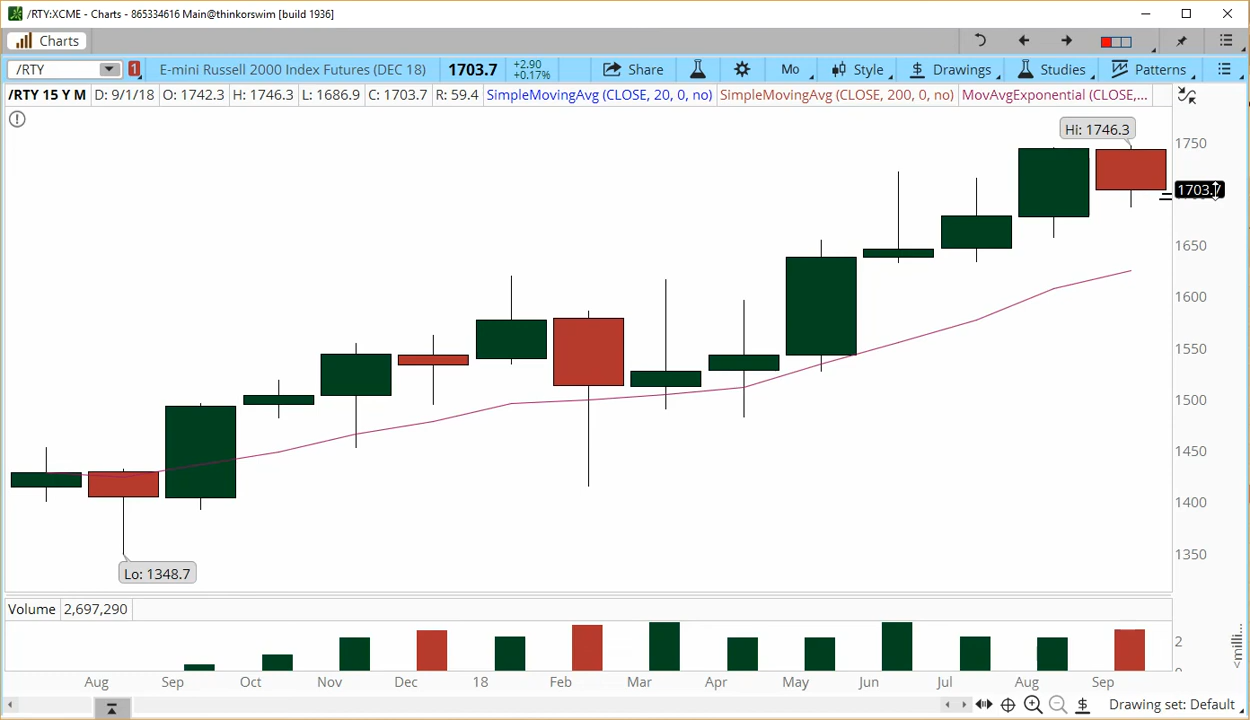 /RTY:XCME - Charts - 865334616 Main@thinkorswim [build 1936]
Charts
/RTY 1 E-mini Russell 2000 Index Futures (DEC 18) 1703.7 +2.90 +0.17% Share Mo Style Drawings Studies Patterns
/RTY 15 Y M D: 9/1/18 O: 1742.3 H: 1746.3 L: 1686.9 C: 1703.7 R: 59.4 SimpleMovingAvg (CLOSE, 20, 0, no) SimpleMovingAvg (CLOSE, 200, 0, no) MovAvgExponential (CLOSE,...
Hi: 1746.3
1750
1703.7
1650
1600
1550
1500
1450
1400
1350
Lo: 1348.7
Volume 2,697,290
2
0
<milli...
Aug Sep Oct Nov Dec 18 Feb Mar Apr May Jun Jul Aug Sep
Drawing set: Default